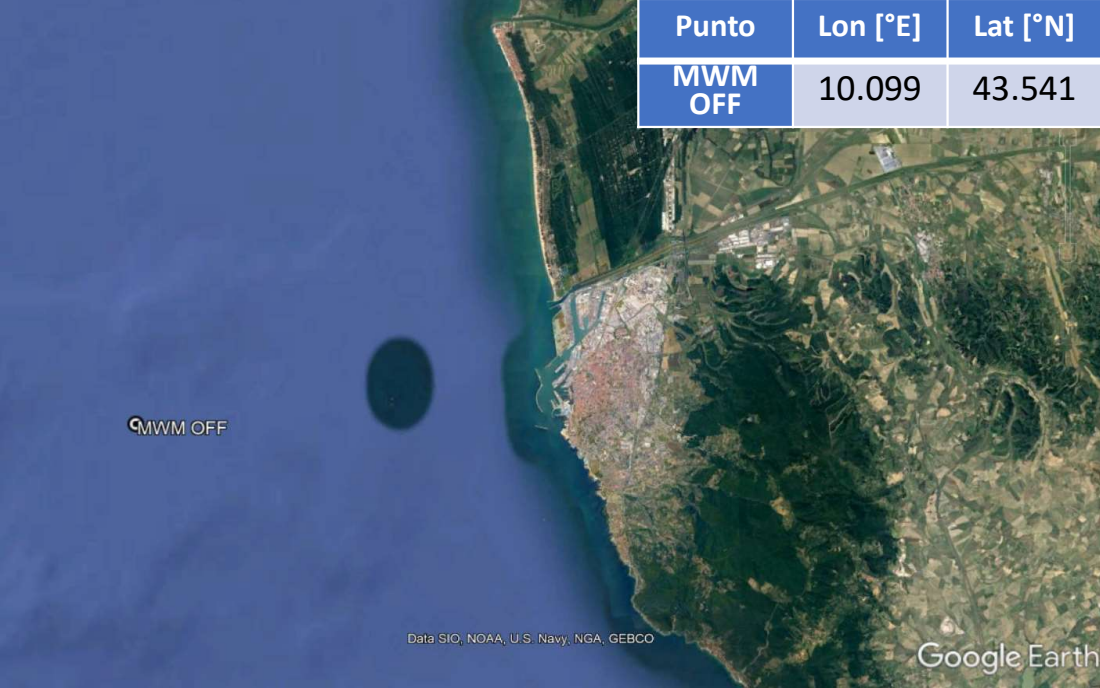 Punto Lon [°E] Lat [°N]
MWM
OFF
10.099 43.541
MWM OFF
Data SIO, NOAA, U.S. Navy, NGA, GEBCO
Google Earth